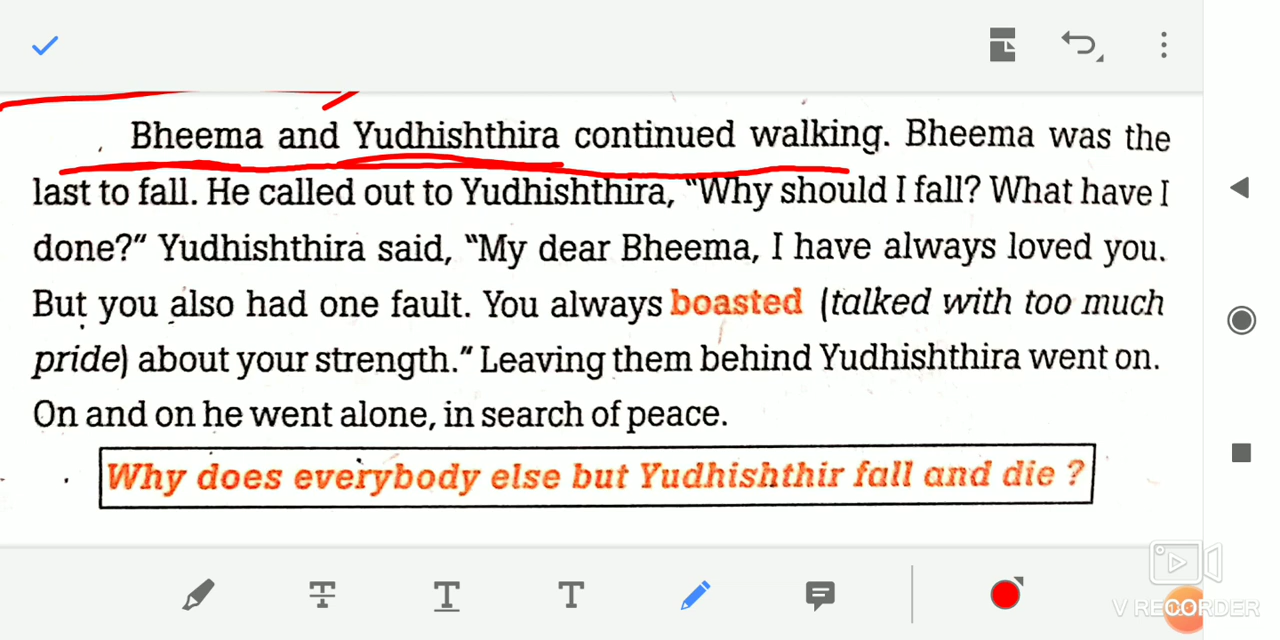 Bheema and Yudhishthira continued walking. Bheema was the
last to fall. He called out to Yudhishthira, "Why should I fall? What have I
done?" Yudhishthira said, "My dear Bheema, I have always loved you.
But you also had one fault. You always boasted (talked with too much
pride) about your strength." Leaving them behind Yudhishthira went on.
On and on he went alone, in search of peace.
Why does everybody else but Yudhishthir fall and die ?
T T T
V RECORDER